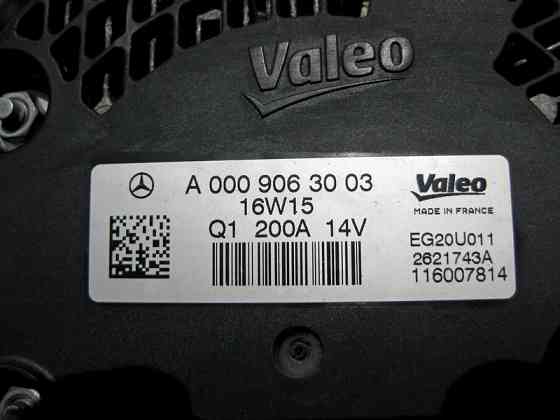 Valeo
A 000 906 30 03
16W15
Q1 200A 14V
Valeo
MADE IN FRANCE
EG20U011
2621743A
116007814